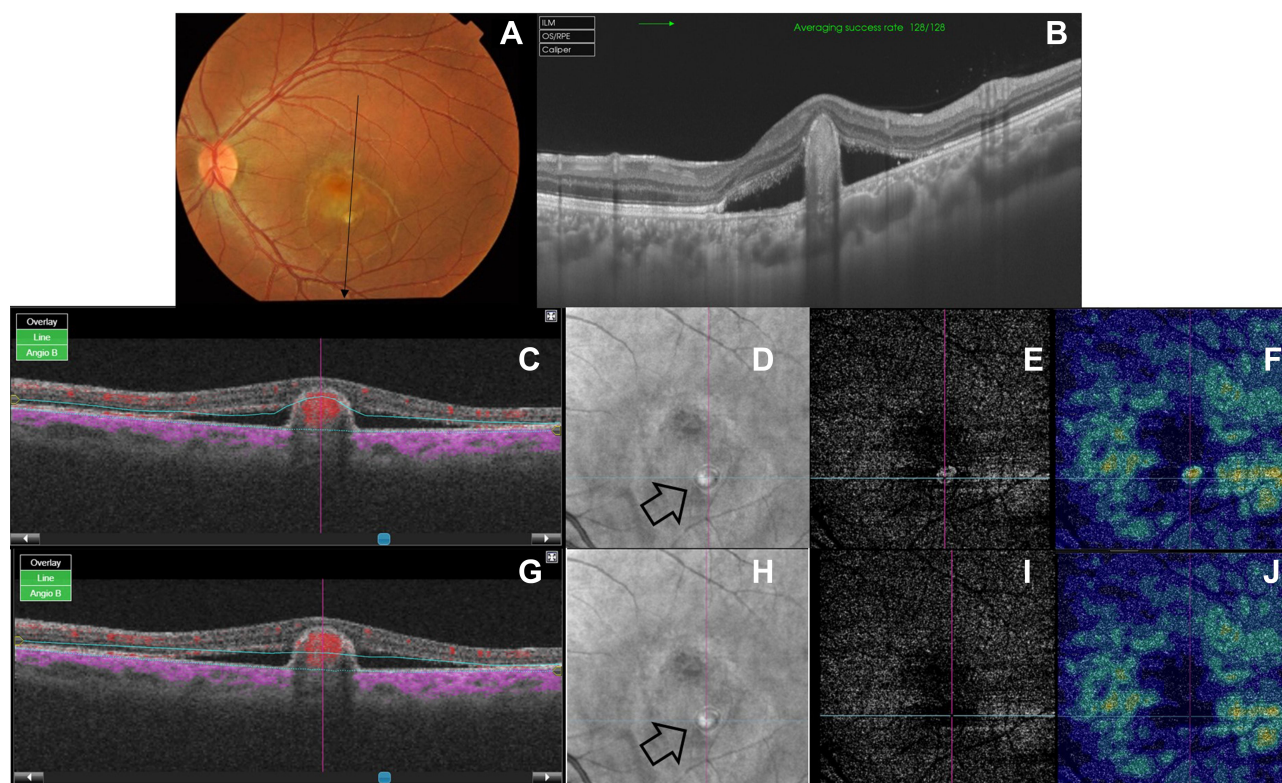 A
ILM
OS/RPE
Caliper
Averaging success rate 128/128
B
Overlay
Line
Angio B
C
D
E
F
Overlay
Line
Angio B
G
H
I
J